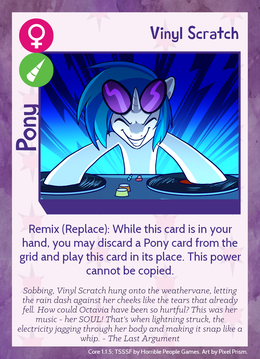 Vinyl Scratch
Pony
Remix (Replace): While this card is in your
hand, you may discard a Pony card from the
grid and play this card in its place. This power
cannot be copied.
Sobbing, Vinyl Scratch hung onto the weathervane, letting
the rain dash against her cheeks like the tears that already
fell. How could Octavia have been so hurtful? This was her
music - her SOUL! That's when lightning struck, the
electricity jagging through her body and making it snap like a
whip. - The Last Argument
Core 1.1.5, TSSSF by Horrible People Games. Art by Pixel Prism.